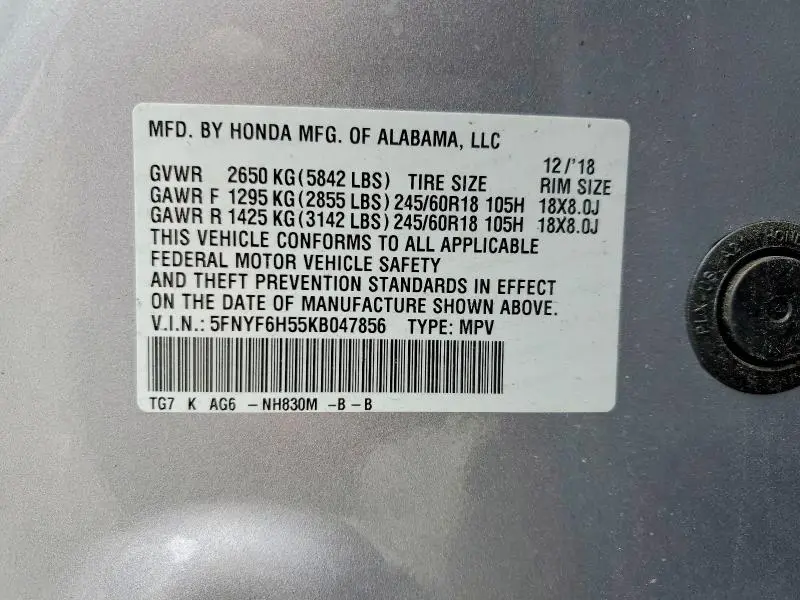 MFD. BY HONDA MFG. OF ALABAMA, LLC
12/'18
GVWR 2650 KG(5842 LBS) TIRE SIZE RIM SIZE
GAWR F 1295 KG(2855 LBS)245/60R18 105H 18X8.0J
GAWR R 1425 KG(3142 LBS)245/60R18 105H 18X8.0J
THIS VEHICLE CONFORMS TO ALL APPLICABLE
FEDERAL MOTOR VEHICLE SAFETY
AND THEFT PREVENTION STANDARDS IN EFFECT
ON THE DATE OF MANUFACTURE SHOWN ABOVE.
V.I.N.: 5FNYF6H55KB047856 TYPE: MPV
TG7 K AG6 -NH830M -B-B